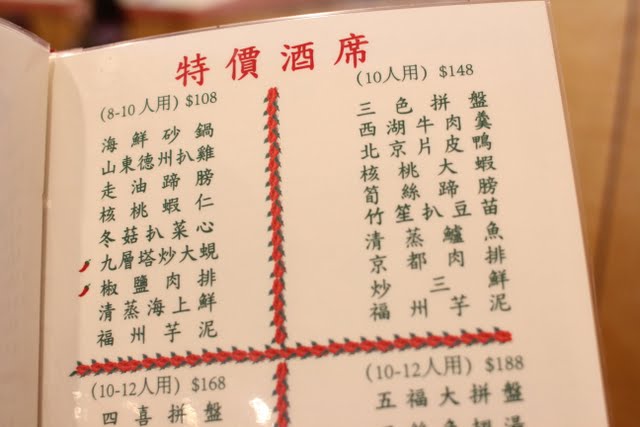 特價酒席
(8-10 人用) $108
海鮮砂鍋
山東德州扒雞
走油蹄膀
核桃蝦仁
冬菇扒菜心
九層塔炒大蜆
椒鹽肉排
清蒸海上鮮
福州芋泥
(10人用) $148
三色拼盤
西湖牛肉羹
北京片皮鴨
核桃大蝦
筍絲蹄膀
竹笙扒豆苗
清蒸鱸魚
京都肉排
炒三鮮
福州芋泥
(10-12人用) $168
四喜拼盤
(10-12人用) $188
五福大拼盤